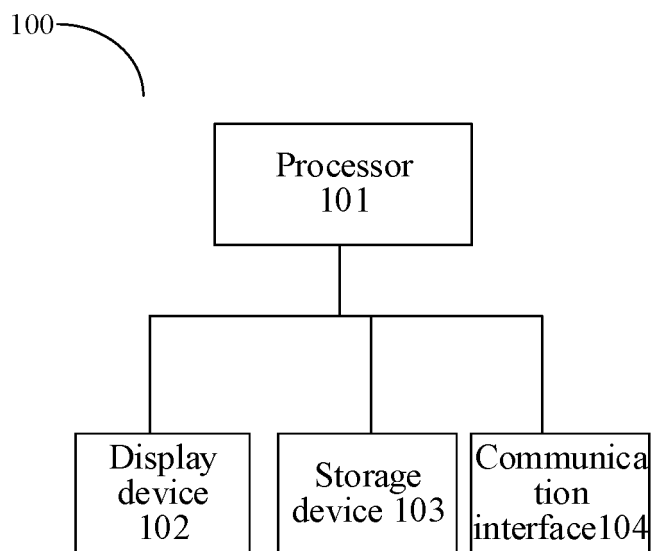 100
Processor
101
Display
device
102
Storage
device 103
Communica
tion
interface104